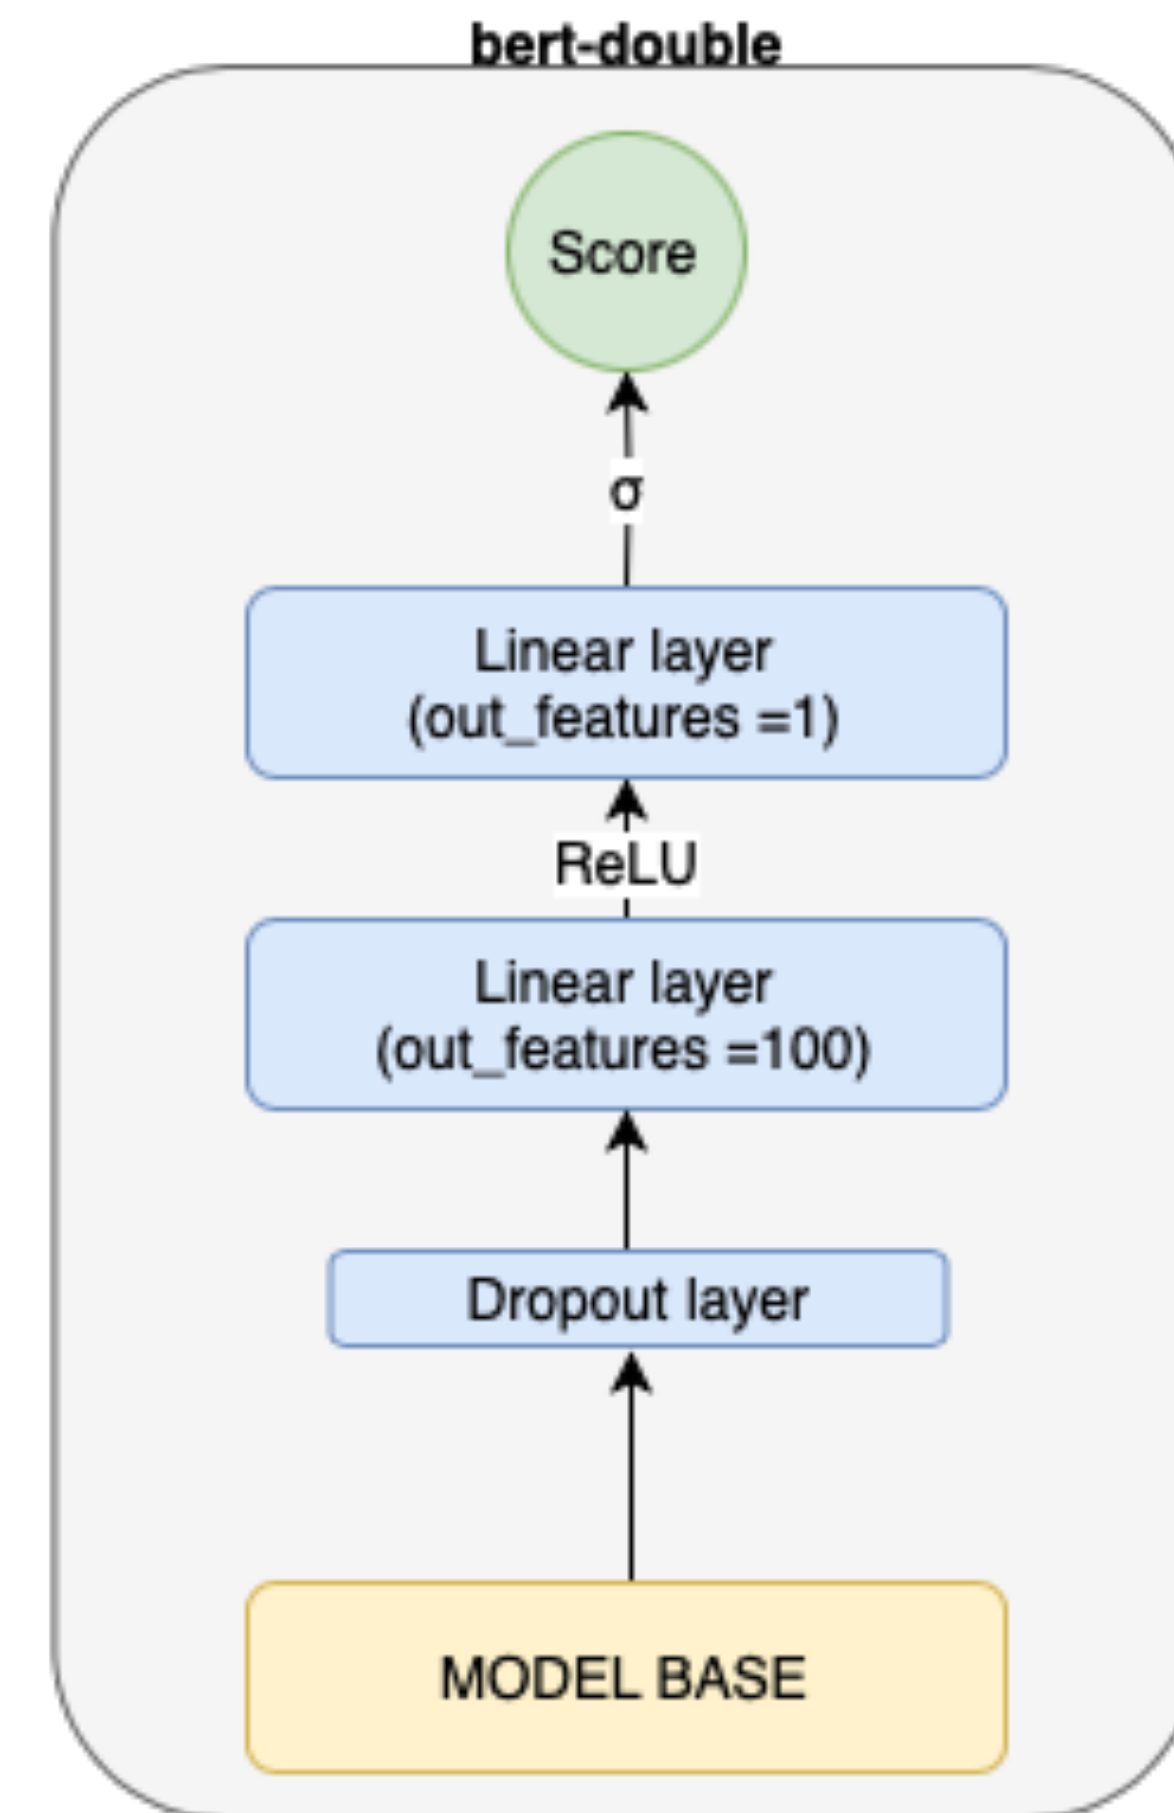 bert-double
Score
σ
Linear layer
(out_features =1)
ReLU
Linear layer
(out_features =100)
Dropout layer
MODEL BASE